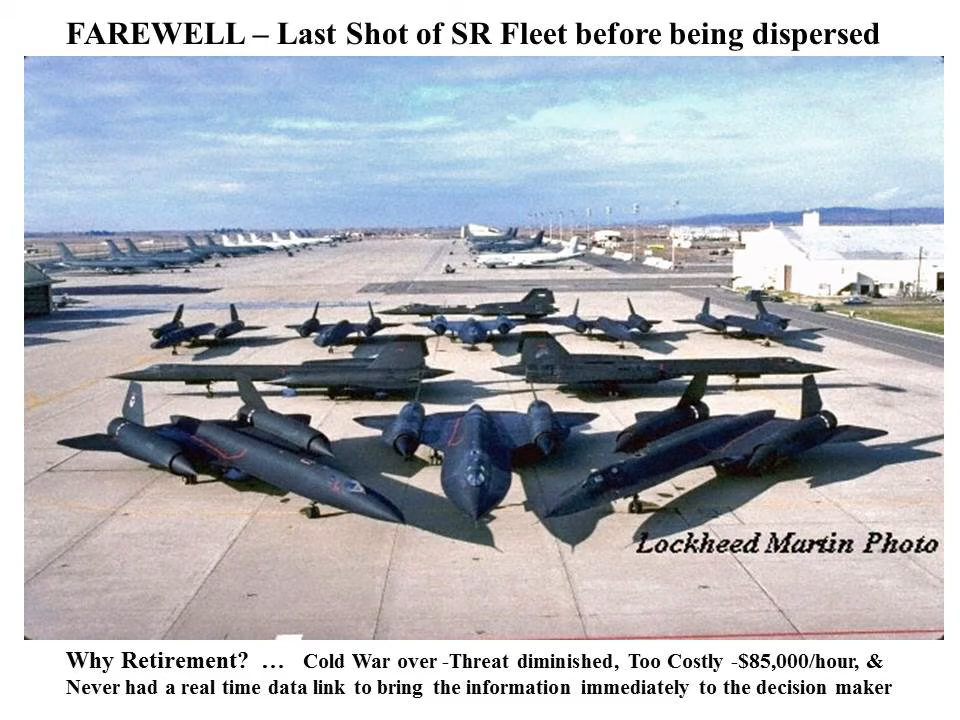 FAREWELL – Last Shot of SR Fleet before being dispersed
Lockheed Martin Photo
Why Retirement? … Cold War over -Threat diminished, Too Costly -$85,000/hour, &
Never had a real time data link to bring the information immediately to the decision maker